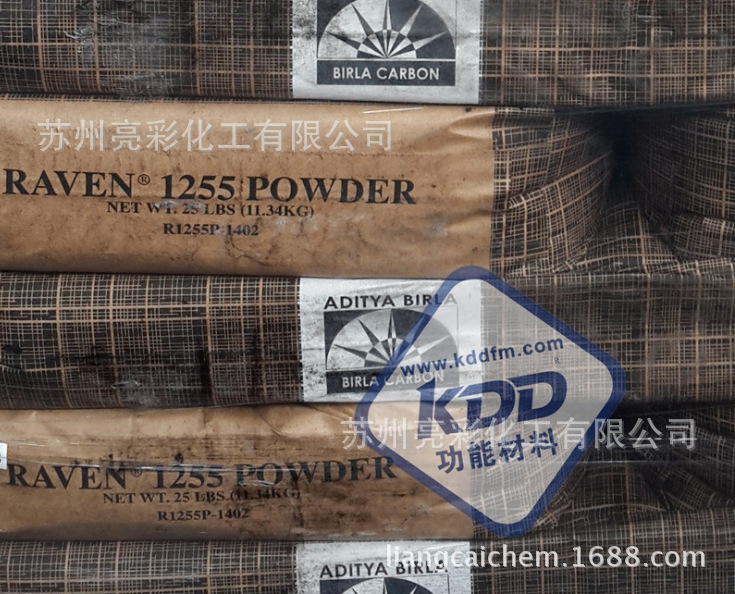 BIRLA CARBON
苏州亮彩化工有限公司
RAVEN® 1255 POWDER
NET WT. 25 LBS (11.34KG)
R1255P-1402
ADITYA BIRLA
BIRLA CARBON
www.kddfm.com
KDD®
功能材料
苏州亮彩化工有限公司
RAVEN® 1255 POWDER
NET WT. 25 LBS.(11.34KG)
R1255P-1402
liangcaichem.1688.com
ADITYA BIRLA